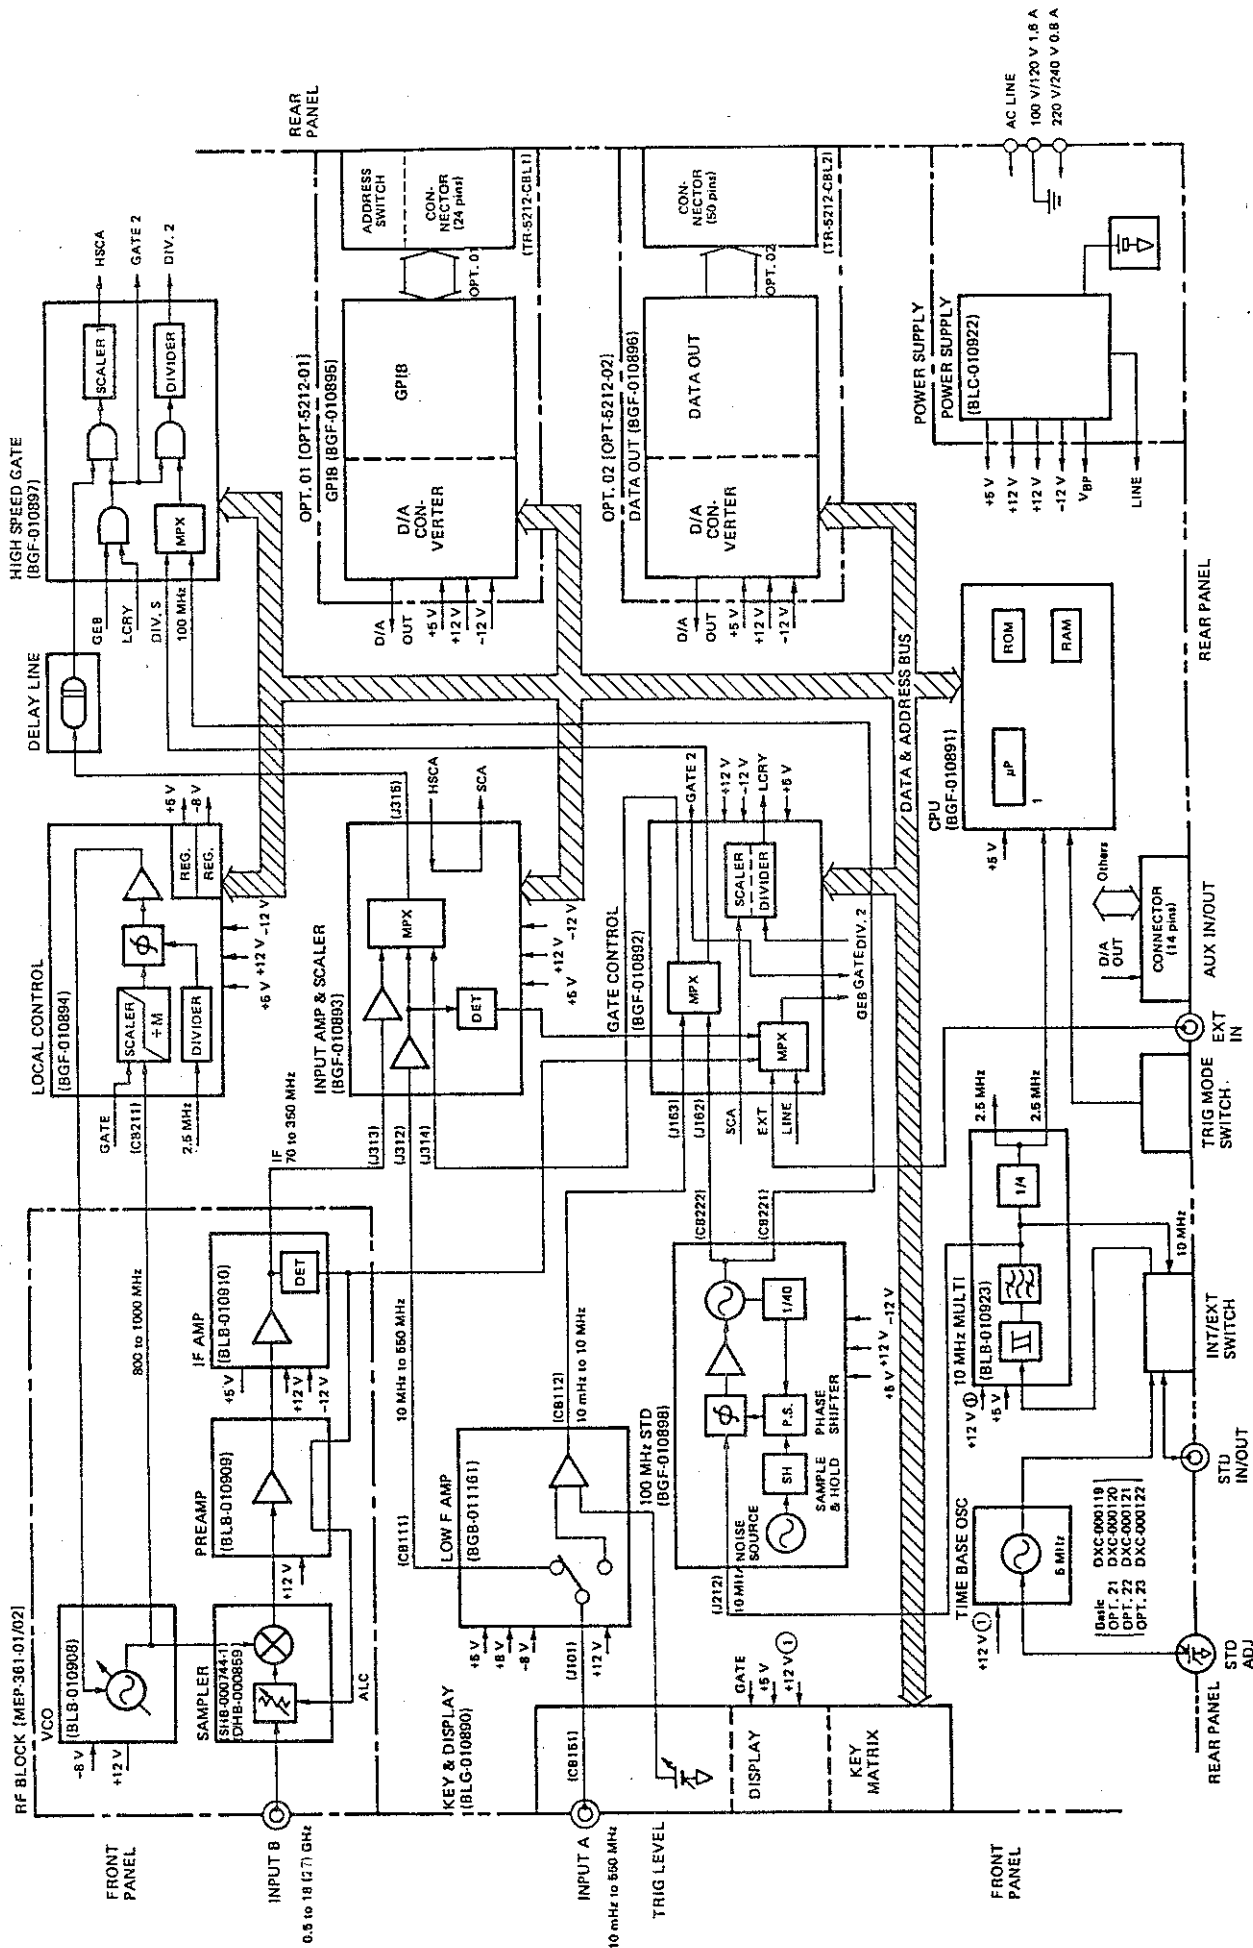 RF BLOCK [MEP-361-01/02]
VCO
(BLB-010908)
-8 V
+12 V
SAMPLER
(SHB-000744-1)
(DHB-000859)
ALC
FRONT
PANEL
INPUT B
0.5 to 18 (27) GHz
PREAMP
(BLB-010909)
+12 V
IF AMP
(BLB-010910)
+5 V
+12 V
-12 V
DET
800 to 1000 MHz
IF
70 to 350 MHz
LOCAL CONTROL
(BGF-010894)
GATE
(CB211)
2.5 MHz
SCALER
÷M
DIVIDER
REG.
REG.
+5 V
-8 V
+5 V
+12 V
-12 V
DELAY LINE
HIGH SPEED GATE
(BGF-010897)
GEB
LCRY
DIV. S
100 MHz
MPX
SCALER 1
DIVIDER
HSCA
GATE 2
DIV. 2
KEY & DISPLAY
(BLG-010890)
INPUT A
10 mHz to 550 MHz
TRIG LEVEL
(CB151)
(J101)
DISPLAY
KEY
MATRIX
GATE
+5 V
+12 V ①
FRONT
PANEL
LOW F AMP
(BGB-011161)
+5 V
+8 V
-8 V
+12 V
(CB111)
10 MHz to 550 MHz
(CB112)
10 mHz to 10 MHz
INPUT AMP & SCALER
(BGF-010893)
(J313)
(J312)
(J314)
(J315)
MPX
DET
HSCA
SCA
+5 V
+12 V
-12 V
GATE CONTROL
(BGF-010892)
(J163)
(J162)
SCA
EXT
LINE
MPX
MPX
SCALER
DIVIDER
GATE 2
+12 V
-12 V
LCRY
+5 V
GEB
GATE
DIV. 2
100 MHz STD
(BGF-010898)
(J212)
10 MHz
NOISE
SOURCE
SH
SAMPLE
& HOLD
P.S.
PHASE
SHIFTER
1/40
(CB222)
(CB221)
+5 V
+12 V
-12 V
OPT. 01 [OPT-5212-01]
GPIB (BGF-010895)
D/A
CON-
VERTER
GPIB
D/A
OUT
+5 V
+12 V
-12 V
OPT. 01
ADDRESS
SWITCH
CON-
NECTOR
(24 pins)
(TR-5212-CBL1)
REAR
PANEL
OPT. 02 [OPT-5212-02]
DATA OUT (BGF-010896)
D/A
CON-
VERTER
DATA OUT
D/A
OUT
+5 V
+12 V
-12 V
OPT. 02
CON-
NECTOR
(50 pins)
(TR-5212-CBL2)
DATA & ADDRESS BUS
CPU
(BGF-010891)
+5 V
μP
1
ROM
RAM
POWER SUPPLY
POWER SUPPLY
(BLC-010922)
+5 V
+12 V
+12 V
-12 V
VBP
LINE
AC LINE
100 V/120 V 1.6 A
220 V/240 V 0.8 A
TIME BASE OSC
+12 V ①
5 MHz
Basic DXC-000119
OPT. 21 DXC-000120
OPT. 22 DXC-000121
OPT. 23 DXC-000122
10 MHz MULTI
(BLB-010923)
+12 V ①
+5 V
1/4
2.5 MHz
2.5 MHz
10 MHz
REAR PANEL
STD
ADJ
STD
IN/OUT
INT/EXT
SWITCH
TRIG MODE
SWITCH
EXT
IN
D/A
OUT
Others
CONNECTOR
(14 pins)
AUX IN/OUT
REAR PANEL